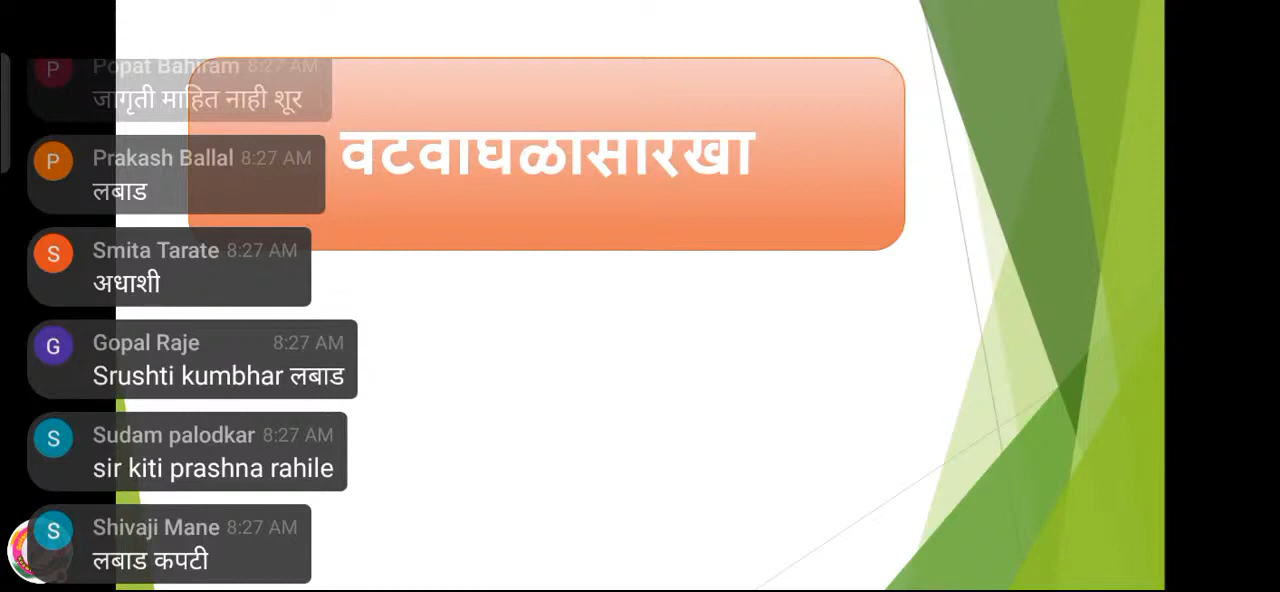 Popat Bahiram 8:27 AM
जागृती माहित नाही शूर
वटवाघळासारखा
Prakash Ballal 8:27 AM
लबाड
Smita Tarate 8:27 AM
अधाशी
Gopal Raje 8:27 AM
Srushti kumbhar लबाड
Sudam palodkar 8:27 AM
sir kiti prashna rahile
Shivaji Mane 8:27 AM
लबाड कपटी
P
P
S
G
S
S